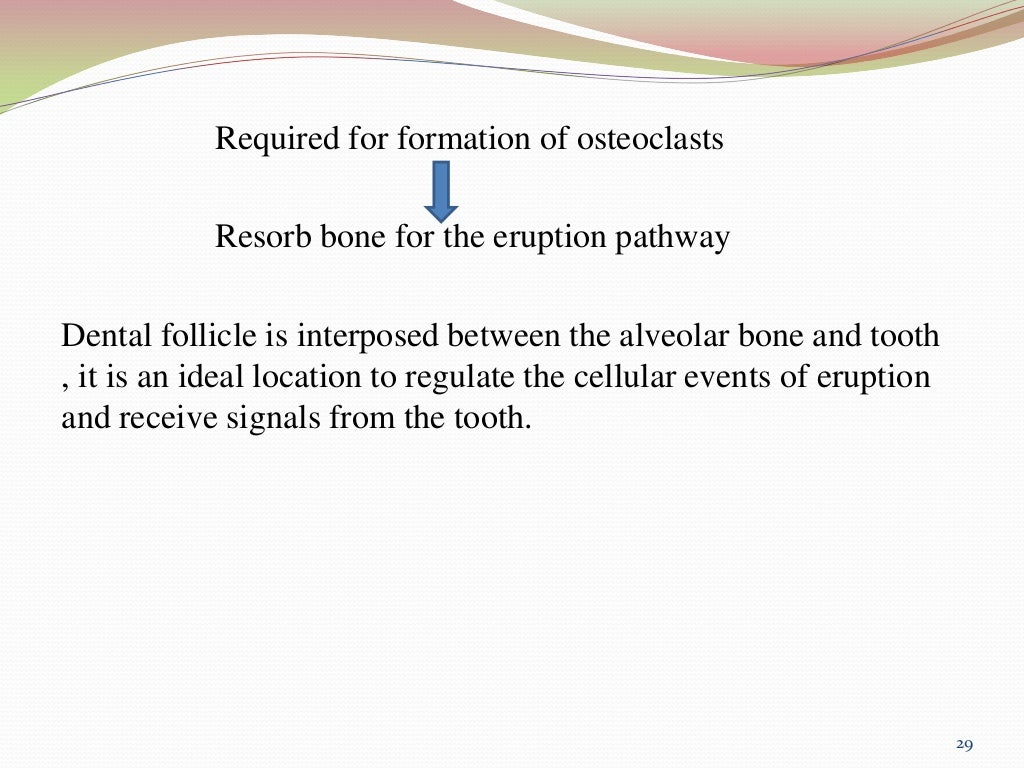 Required for formation of osteoclasts
Resorb bone for the eruption pathway
Dental follicle is interposed between the alveolar bone and tooth
, it is an ideal location to regulate the cellular events of eruption
and receive signals from the tooth.
29